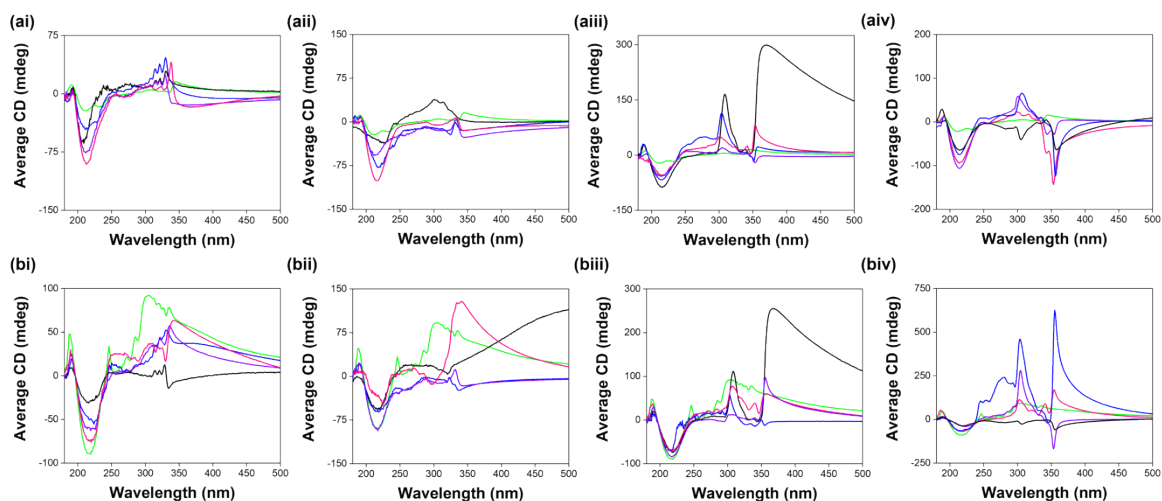 (ai) (aii) (aiii) (aiv)
Average CD (mdeg) 75 0 -75 -150
200 250 300 350 400 450 500
Wavelength (nm)
Average CD (mdeg) 150 75 0 -75 -150
200 250 300 350 400 450 500
Wavelength (nm)
Average CD (mdeg) 300 150 0 -150
200 250 300 350 400 450 500
Wavelength (nm)
Average CD (mdeg) 200 100 0 -100 -200
200 250 300 350 400 450 500
Wavelength (nm)
(bi) (bii) (biii) (biv)
Average CD (mdeg) 100 50 0 -50 -100
200 250 300 350 400 450 500
Wavelength (nm)
Average CD (mdeg) 150 75 0 -75 -150
200 250 300 350 400 450 500
Wavelength (nm)
Average CD (mdeg) 300 200 100 0 -100
200 250 300 350 400 450 500
Wavelength (nm)
Average CD (mdeg) 750 500 250 0 -250
200 250 300 350 400 450 500
Wavelength (nm)